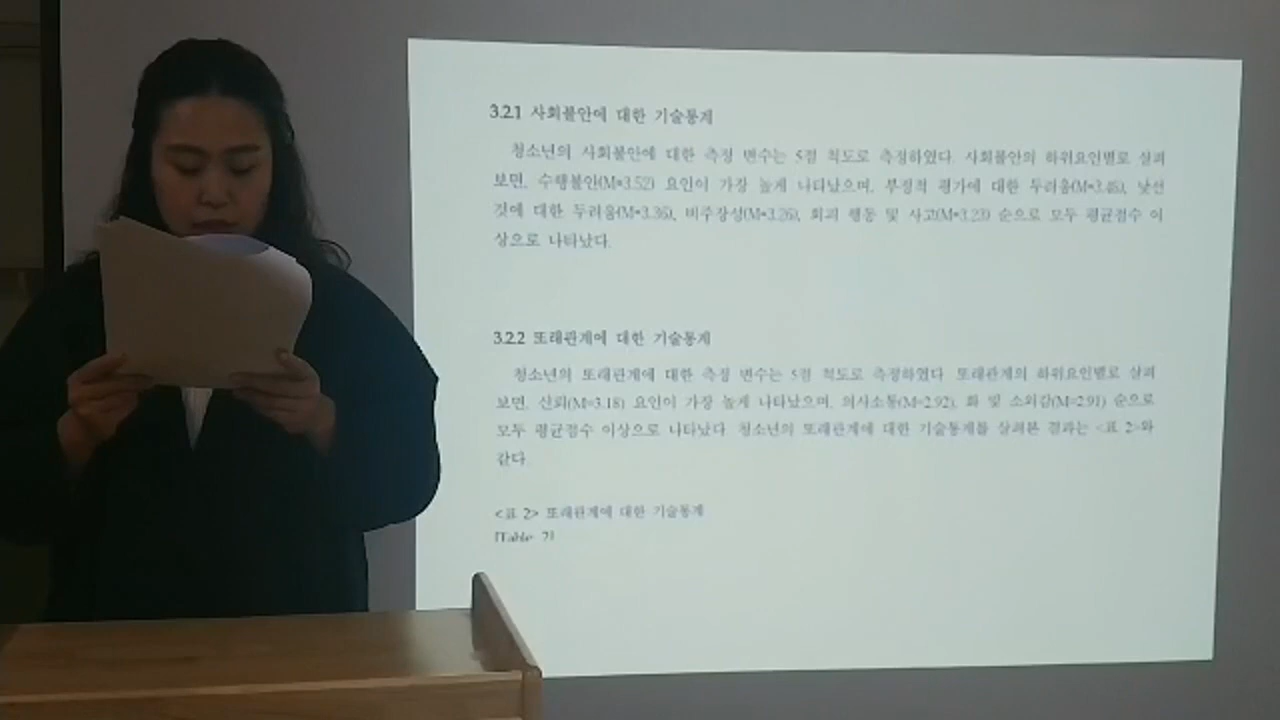 3.2.1 사회불안에 대한 기술통계
청소년의 사회불안에 대한 측정 변수는 5점 척도로 측정하였다. 사회불안의 하위요인별로 살펴
보면, 수행불안(M=3.52) 요인이 가장 높게 나타났으며, 부정적 평가에 대한 두려움(M=3.46), 낯선
것에 대한 두려움(M=3.36), 비주장성(M=3.26), 회피 행동 및 사고(M=3.23) 순으로 모두 평균점수 이
상으로 나타났다.
3.2.2 또래관계에 대한 기술통계
청소년의 또래관계에 대한 측정 변수는 5점 척도로 측정하였다. 또래관계의 하위요인별로 살펴
보면, 신뢰(M=3.18) 요인이 가장 높게 나타났으며, 의사소통(M=2.92), 화 및 소외감(M=2.91) 순으로
모두 평균점수 이상으로 나타났다. 청소년의 또래관계에 대한 기술통계를 살펴본 결과는 <표 2>와
같다.
<표 2> 또래관계에 대한 기술통계
[Table 2]